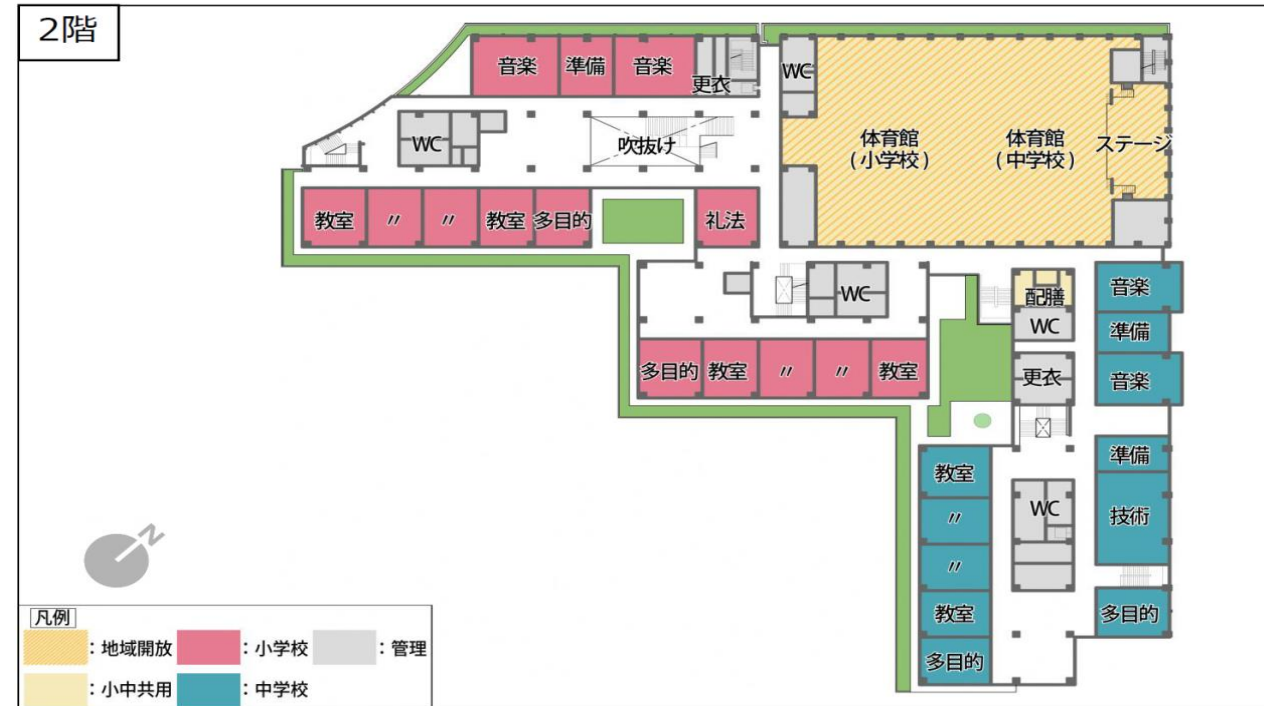 2階
音楽
準備
音楽
更衣
WC
WC
吹抜け
体育館
(小学校)
体育館
(中学校)
ステージ
教室
〃
〃
教室
多目的
礼法
WC
配膳
WC
更衣
音楽
準備
音楽
多目的
教室
〃
〃
教室
教室
〃
〃
教室
多目的
WC
準備
技術
多目的
N
凡例
：地域開放
：小学校
：管理
：小中共用
：中学校